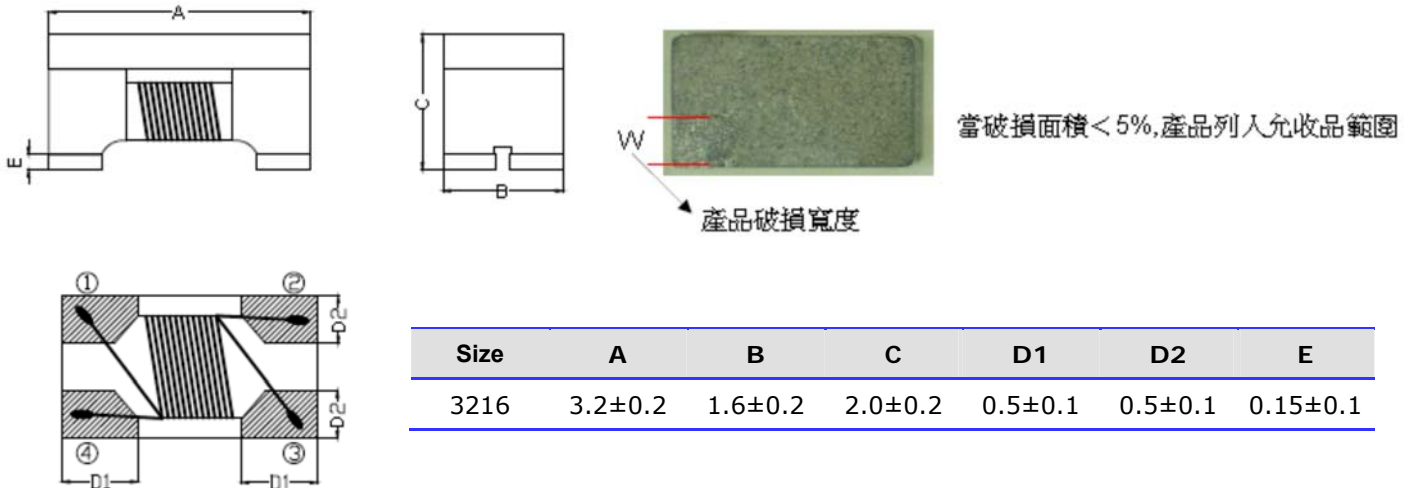 A
C
E
B
W
當破損面積<5%,產品列入允收品範圍
產品破損寬度
① ②
D2
D2
④ ③
D1 D1
Size A B C D1 D2 E
3216 3.2±0.2 1.6±0.2 2.0±0.2 0.5±0.1 0.5±0.1 0.15±0.1